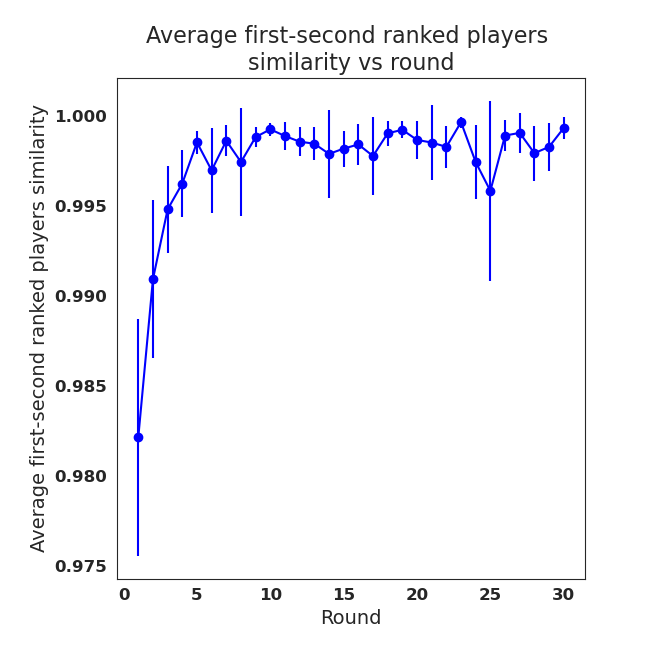 Average first-second ranked players
similarity vs round
Average first-second ranked players similarity
1.000
0.995
0.990
0.985
0.980
0.975
0 5 10 15 20 25 30
Round